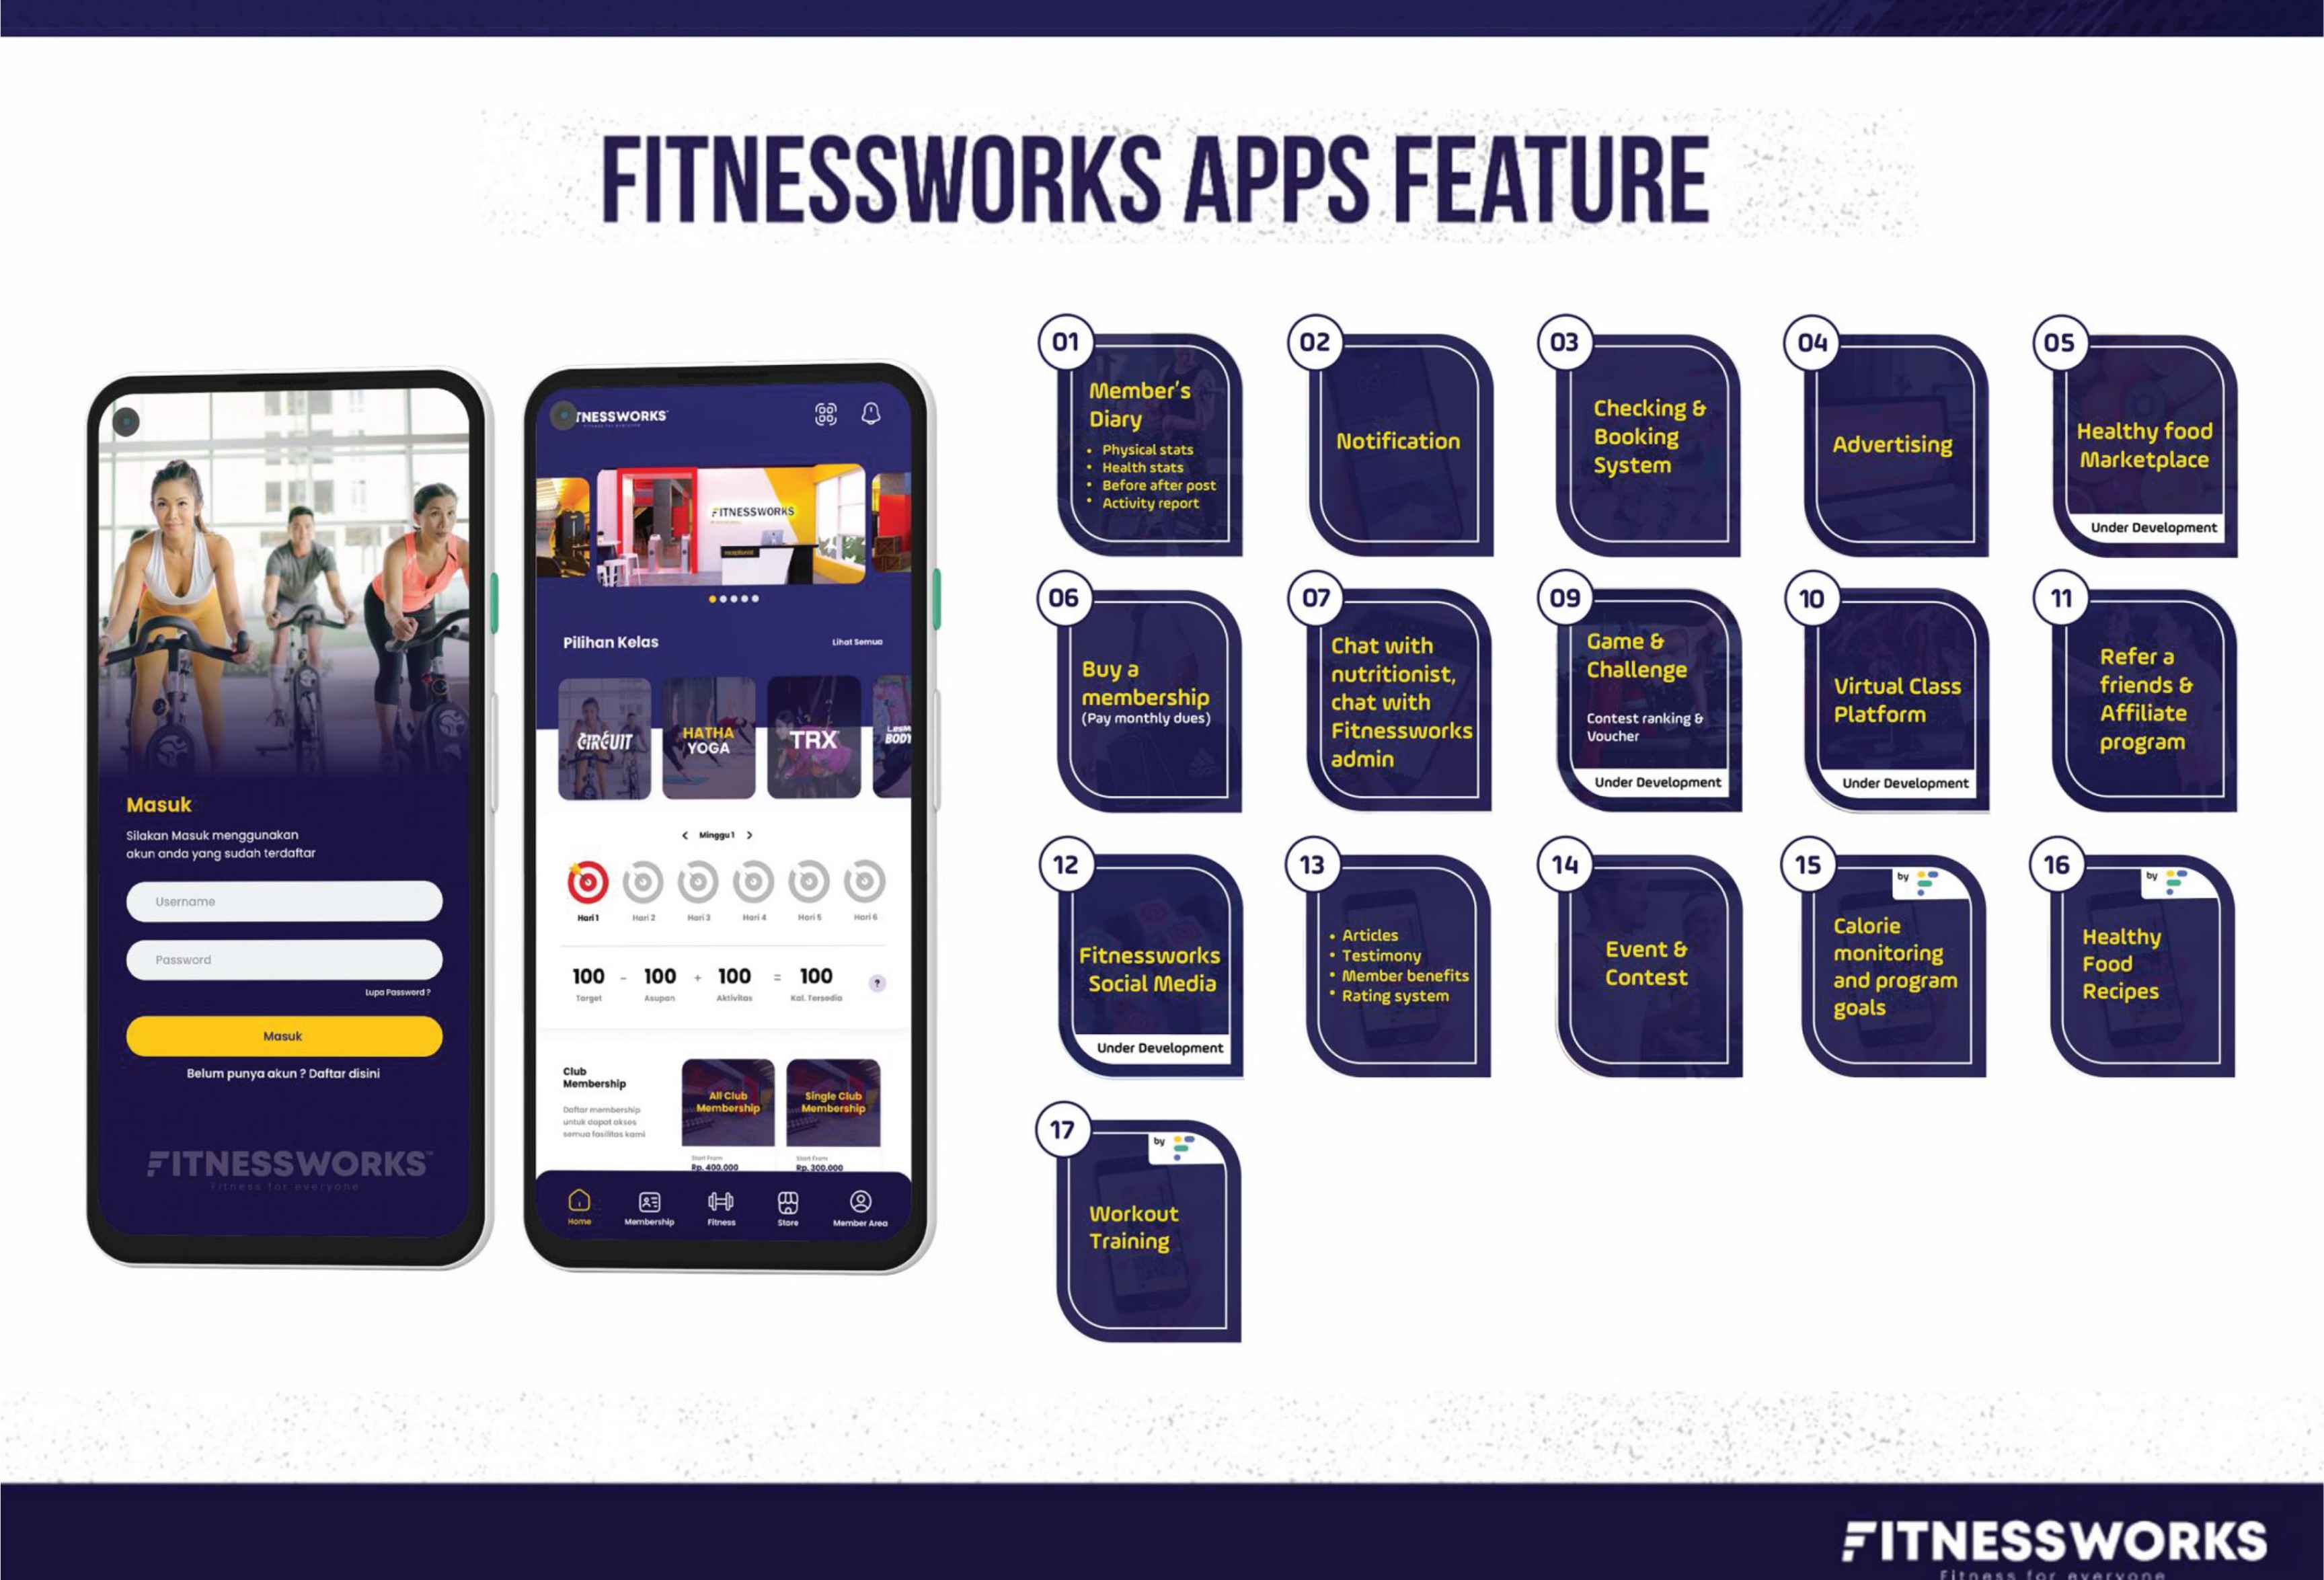 FITNESSWORKS APPS FEATURE
Masuk
Silakan Masuk menggunakan
akun anda yang sudah terdaftar
Username
Password
Lupa Password ?
Masuk
Belum punya akun ? Daftar disini
FITNESSWORKS
Fitness for everyone
TNESSWORKS
FITNESSWORKS
receptionist
Pilihan Kelas
Lihat Semua
CIRCUIT
HATHA
YOGA
TRX
LESM
BODY
< Minggu 1 >
Hari 1 Hari 2 Hari 3 Hari 4 Hari 5 Hari 6
100 - 100 + 100 = 100 ?
Target Asupan Aktivitas Kal. Tersedia
Club
Membership
Daftar membership
untuk dapat akses
semua fasilitas kami
All Club
Membership
Start From
Rp. 400.000
Single Club
Membership
Start From
Rp. 300.000
Home Membership Fitness Store Member Area
01
Member's
Diary
• Physical stats
• Health stats
• Before after post
• Activity report
02
Notification
03
Checking &
Booking
System
04
Advertising
05
Healthy food
Marketplace
Under Development
06
Buy a
membership
(Pay monthly dues)
07
Chat with
nutritionist,
chat with
Fitnessworks
admin
09
Game &
Challenge
Contest ranking &
Voucher
Under Development
10
Virtual Class
Platform
Under Development
11
Refer a
friends &
Affiliate
program
12
Fitnessworks
Social Media
Under Development
13
• Articles
• Testimony
• Member benefits
• Rating system
14
Event &
Contest
15
by
Calorie
monitoring
and program
goals
16
by
Healthy
Food
Recipes
17
by
Workout
Training
FITNESSWORKS
Fitness for everyone